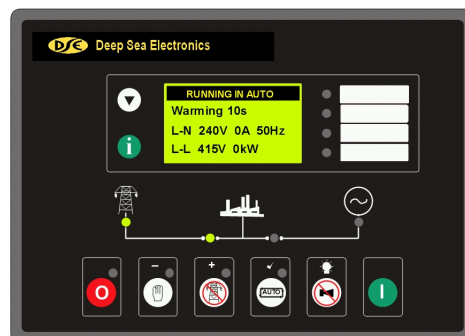 DSE Deep Sea Electronics
RUNNING IN AUTO
Warming 10s
L-N 240V 0A 50Hz
L-L 415V 0kW
i
− + ✓
O AUTO I